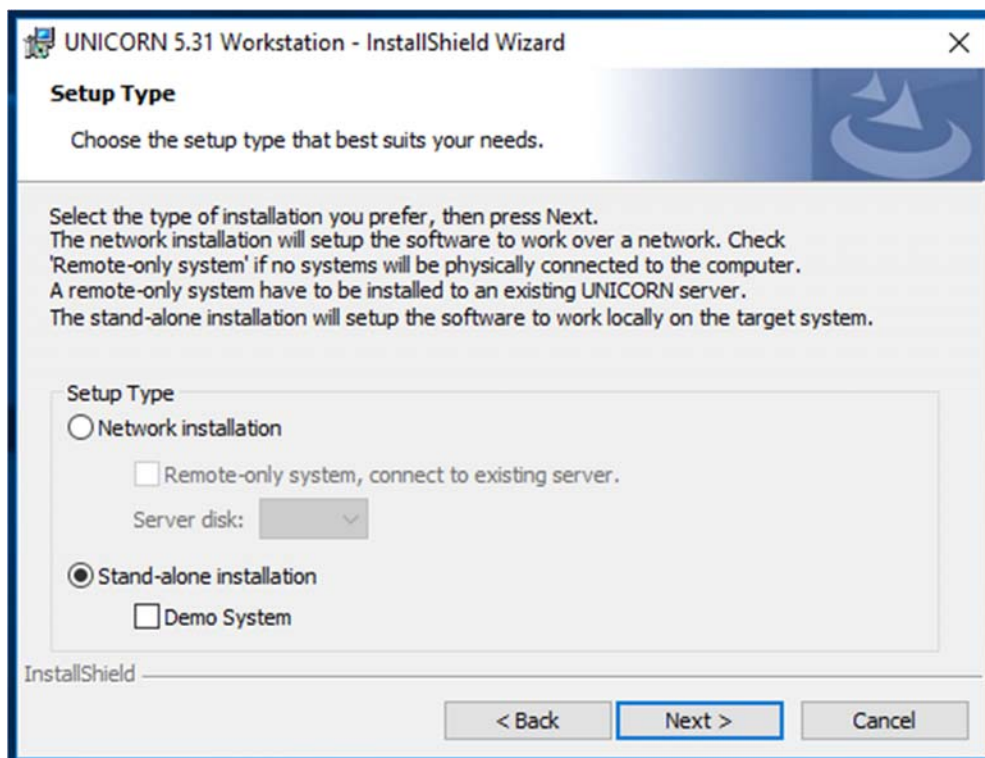 UNICORN 5.31 Workstation - InstallShield Wizard
Setup Type
Choose the setup type that best suits your needs.
Select the type of installation you prefer, then press Next.
The network installation will setup the software to work over a network. Check
'Remote-only system' if no systems will be physically connected to the computer.
A remote-only system have to be installed to an existing UNICORN server.
The stand-alone installation will setup the software to work locally on the target system.
Setup Type
Network installation
Remote-only system, connect to existing server.
Server disk:
Stand-alone installation
Demo System
InstallShield
< Back Next > Cancel